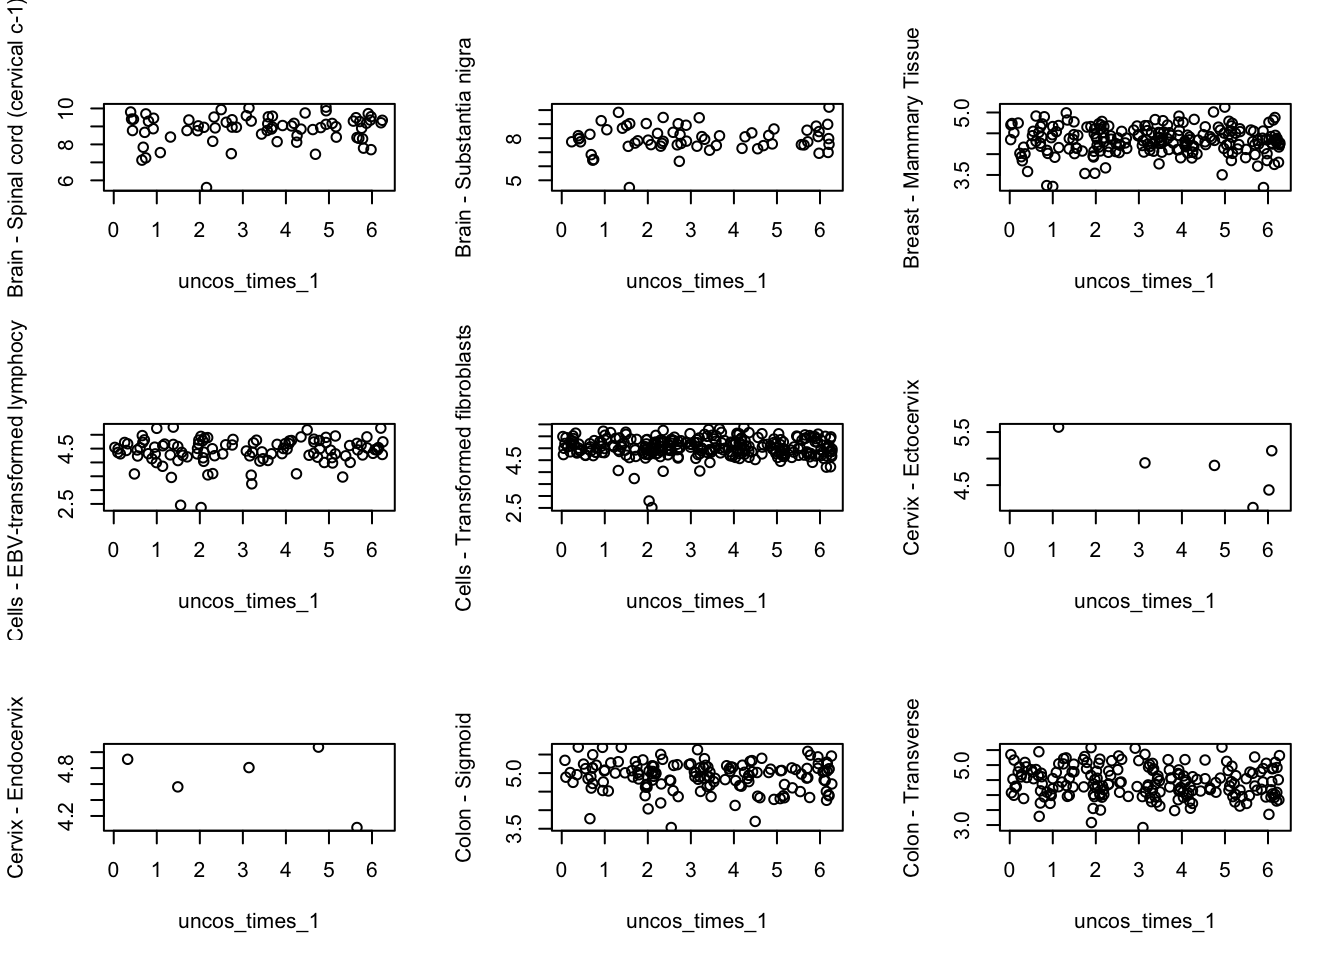 Brain - Spinal cord (cervical c-1)
10
8
6
0 1 2 3 4 5 6
uncos_times_1
Brain - Substantia nigra
8
5
0 1 2 3 4 5 6
uncos_times_1
Breast - Mammary Tissue
5.0
3.5
0 1 2 3 4 5 6
uncos_times_1
Cells - EBV-transformed lymphocy
4.5
2.5
0 1 2 3 4 5 6
uncos_times_1
Cells - Transformed fibroblasts
4.5
2.5
0 1 2 3 4 5 6
uncos_times_1
Cervix - Ectocervix
5.5
4.5
0 1 2 3 4 5 6
uncos_times_1
Cervix - Endocervix
4.8
4.2
0 1 2 3 4 5 6
uncos_times_1
Colon - Sigmoid
5.0
3.5
0 1 2 3 4 5 6
uncos_times_1
Colon - Transverse
5.0
3.0
0 1 2 3 4 5 6
uncos_times_1